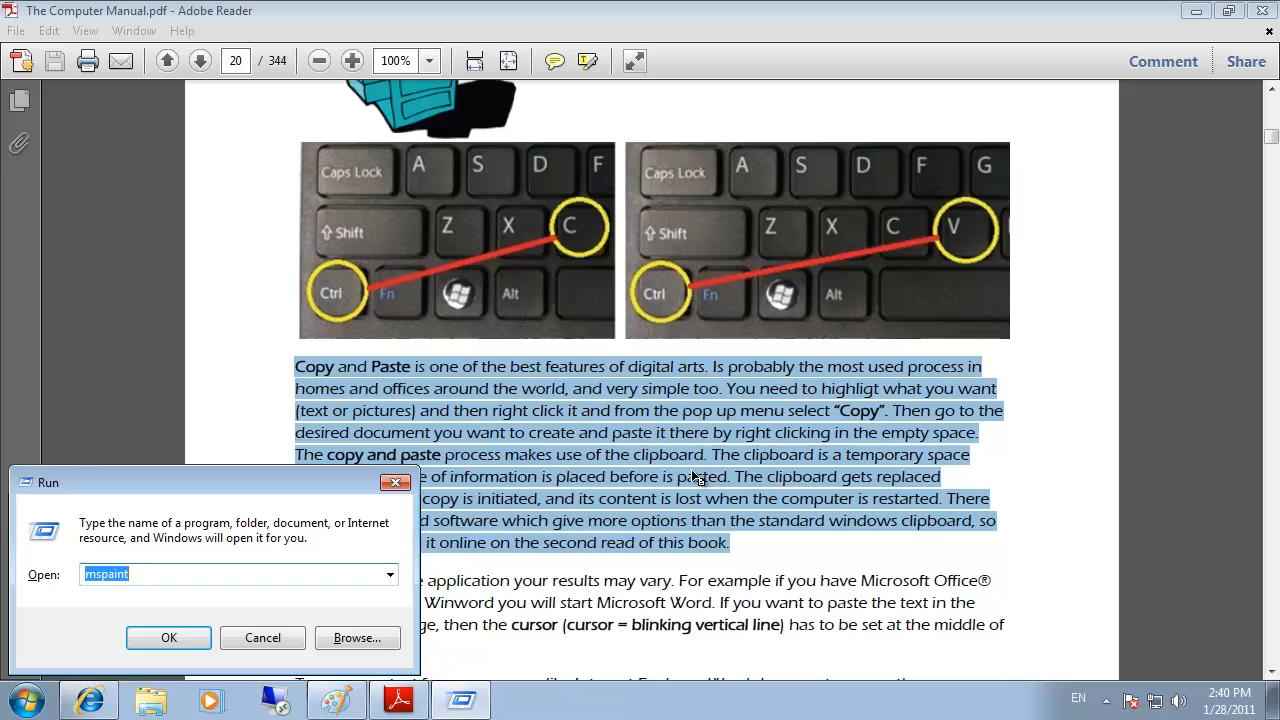 The Computer Manual.pdf - Adobe Reader
File Edit View Window Help
20 / 344 100% Comment Share
Caps Lock A S D F
Shift Z X C
Ctrl Fn Alt
Caps Lock A S D F G
Shift Z X C V
Ctrl Fn Alt
Copy and Paste is one of the best features of digital arts. Is probably the most used process in
homes and offices around the world, and very simple too. You need to highligt what you want
(text or pictures) and then right click it and from the pop up menu select “Copy”. Then go to the
desired document you want to create and paste it there by right clicking in the empty space.
The copy and paste process makes use of the clipboard. The clipboard is a temporary space
e of information is placed before is pasted. The clipboard gets replaced
copy is initiated, and its content is lost when the computer is restarted. There
d software which give more options than the standard windows clipboard, so
it online on the second read of this book.
e application your results may vary. For example if you have Microsoft Office®
Winword you will start Microsoft Word. If you want to paste the text in the
ge, then the cursor (cursor = blinking vertical line) has to be set at the middle of
Run
Type the name of a program, folder, document, or Internet
resource, and Windows will open it for you.
Open: mspaint
OK Cancel Browse...
EN 2:40 PM
1/28/2011